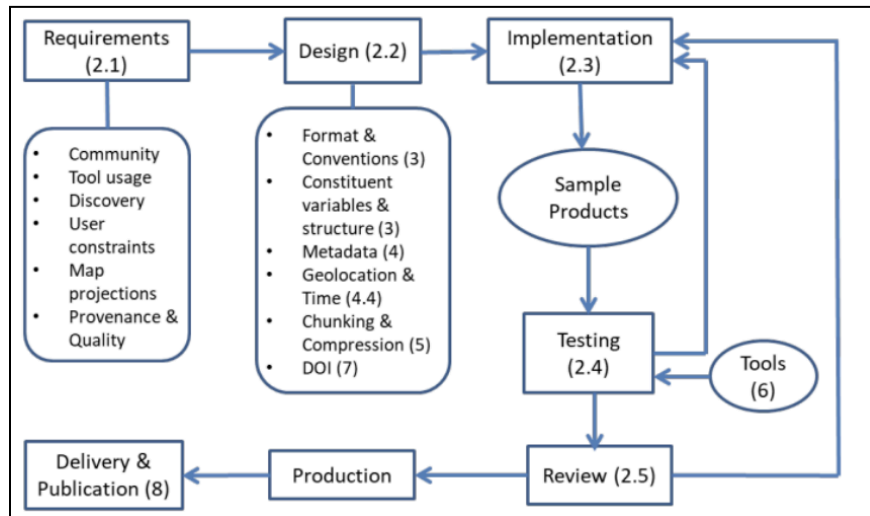 Requirements
(2.1)
Design (2.2)
Implementation
(2.3)
• Community
• Tool usage
• Discovery
• User
constraints
• Map
projections
• Provenance &
Quality
• Format &
Conventions (3)
• Constituent
variables &
structure (3)
• Metadata (4)
• Geolocation &
Time (4.4)
• Chunking &
Compression (5)
• DOI (7)
Sample
Products
Testing
(2.4)
Tools
(6)
Delivery &
Publication (8)
Production
Review (2.5)